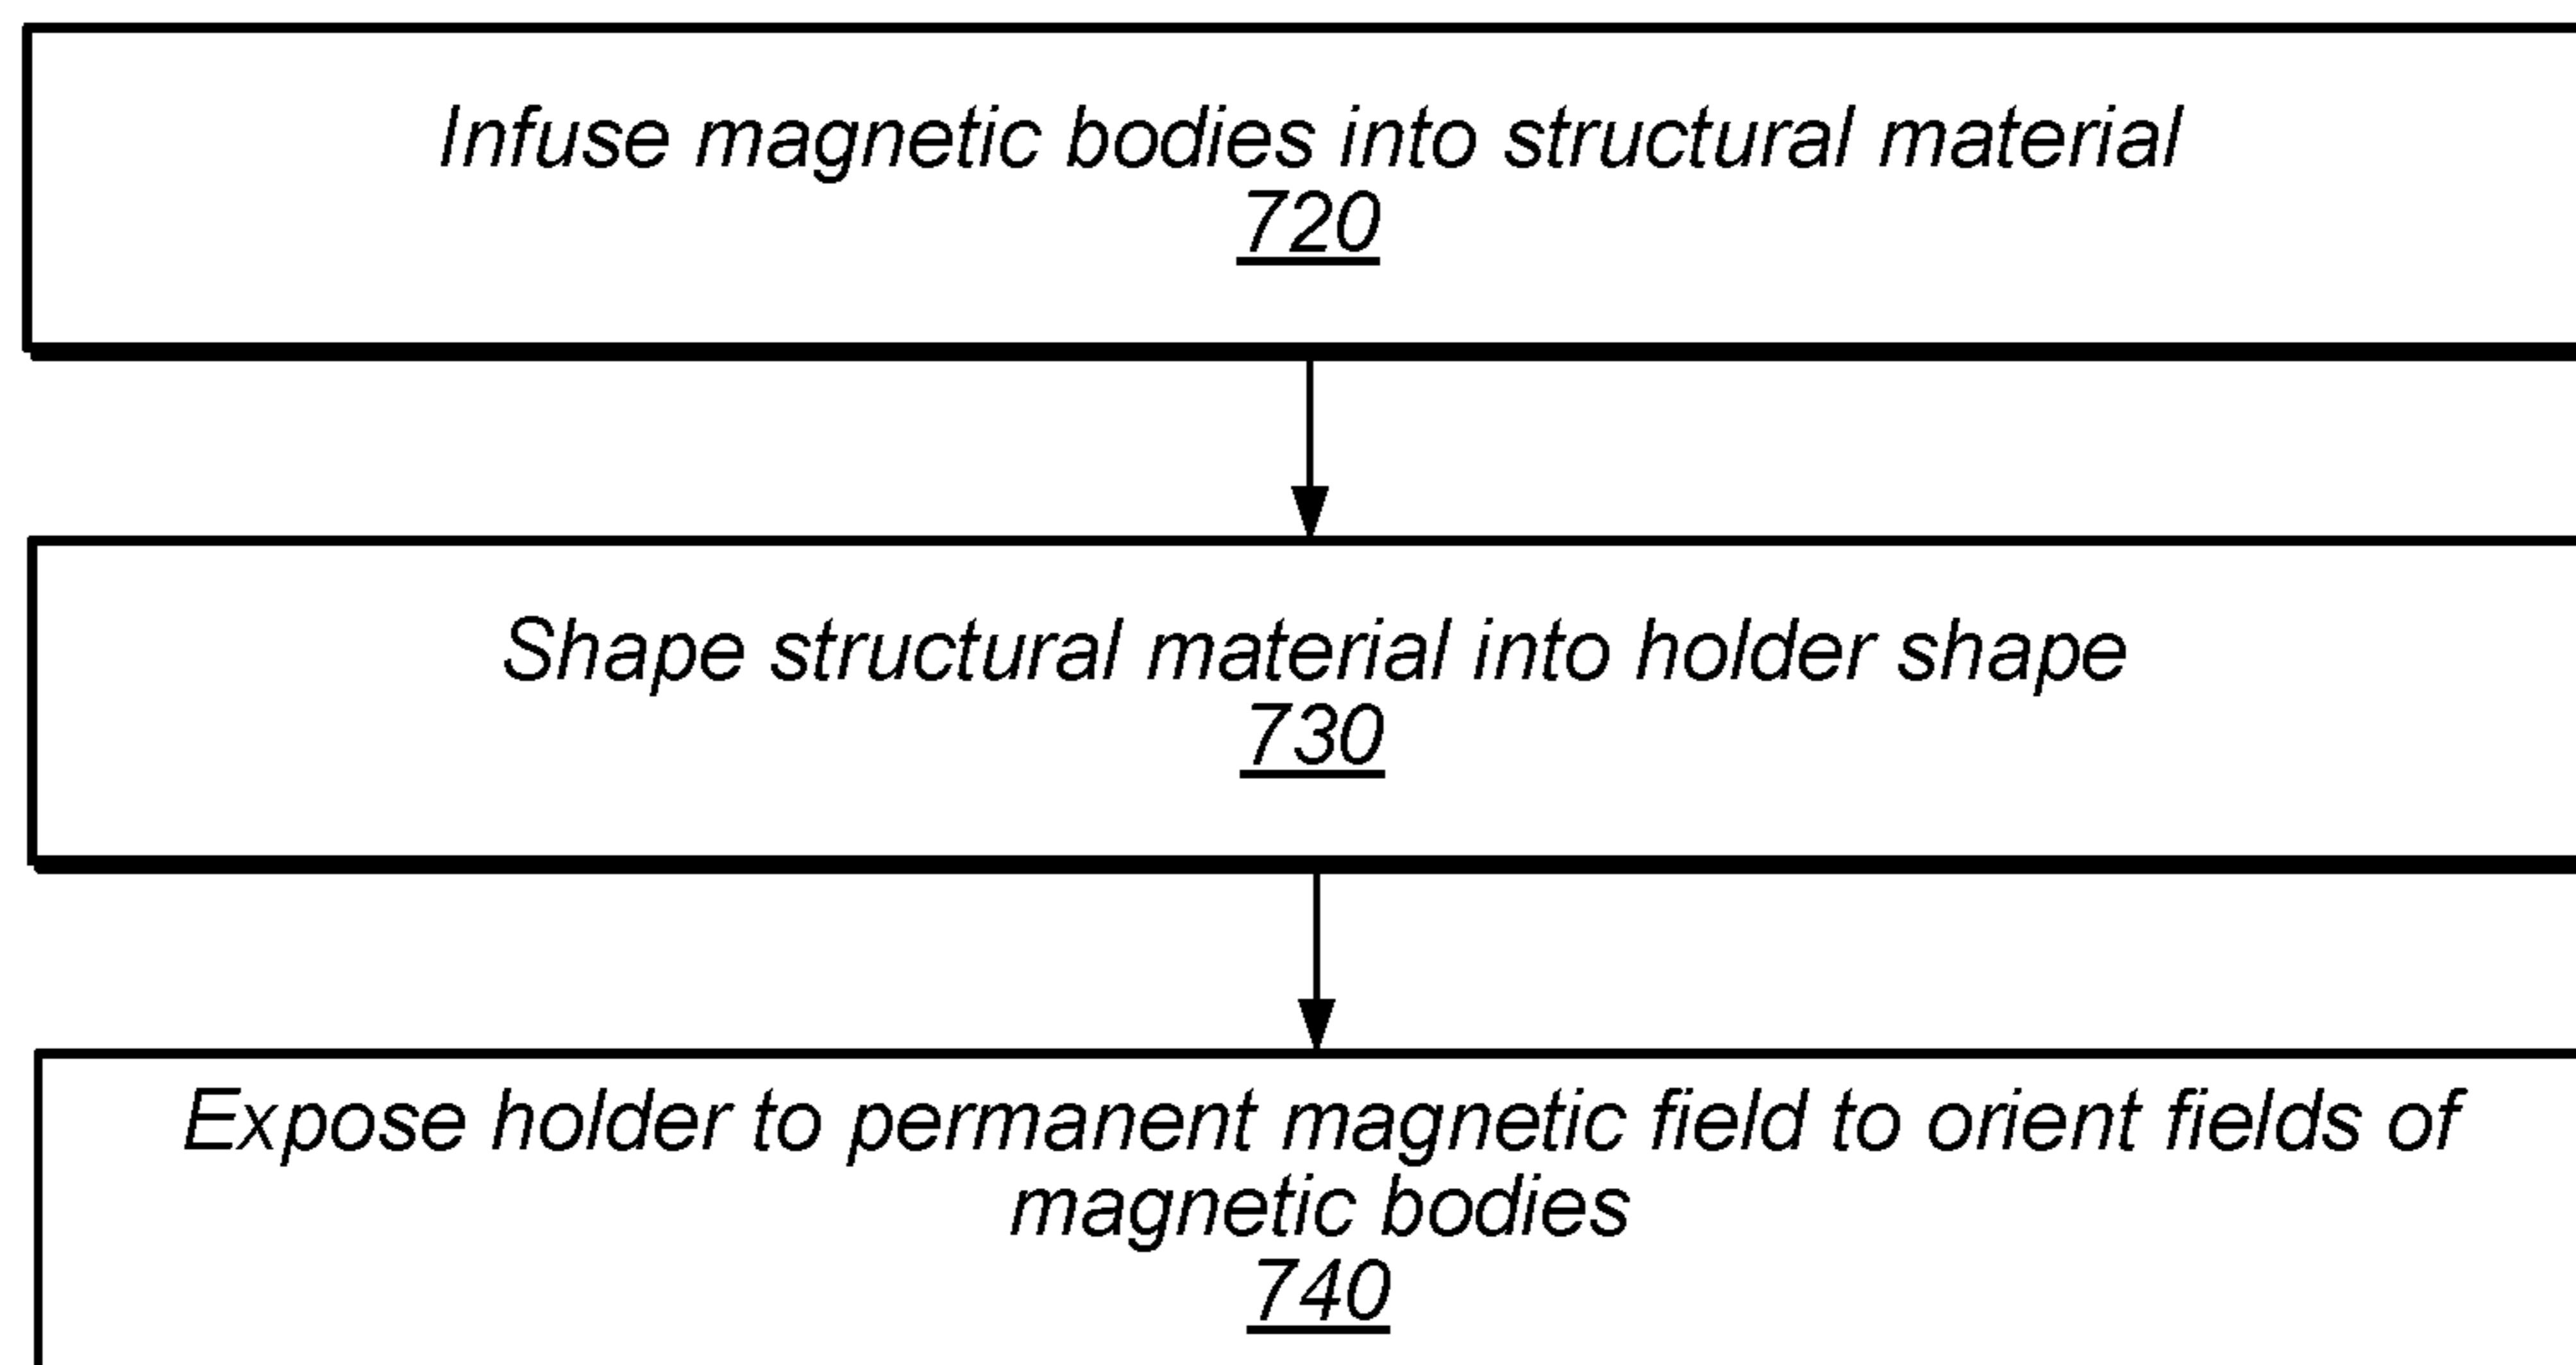 Infuse magnetic bodies into structural material
720
Shape structural material into holder shape
730
Expose holder to permanent magnetic field to orient fields of
magnetic bodies
740